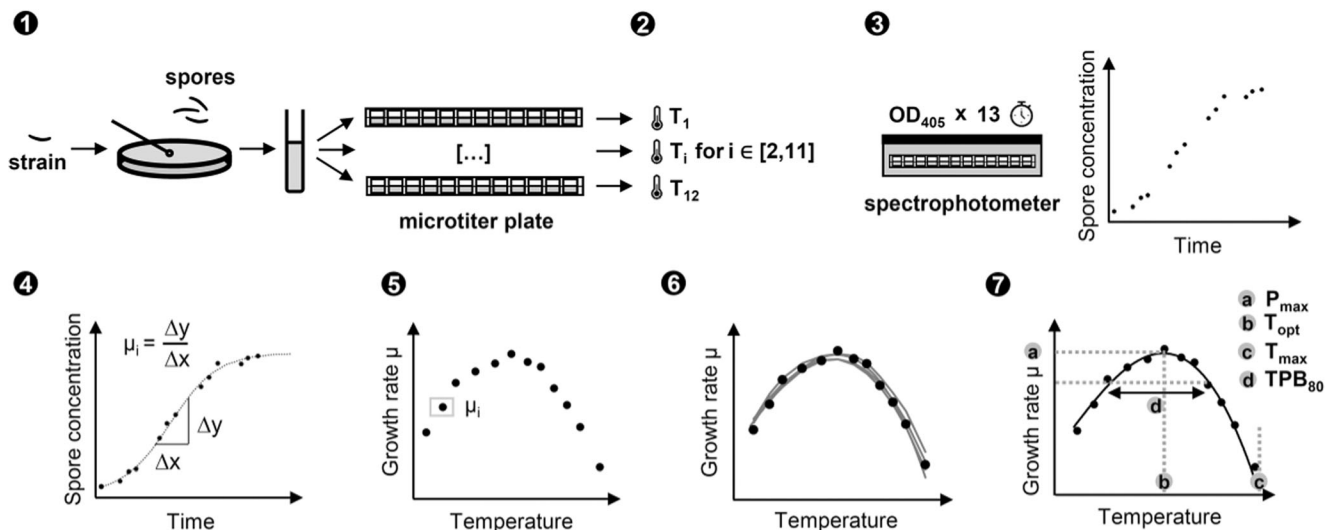 1
2
3
spores
strain
[...]
microtiter plate
T1
Ti for i ∈ [2,11]
T12
OD405 x 13
spectrophotometer
Spore concentration
Time
4
5
6
7
μi = Δy
Δx
Δy
Δx
Spore concentration
Time
μi
Growth rate μ
Temperature
Growth rate μ
Temperature
a Pmax
b Topt
c Tmax
d TPB80
a
d
b
c
Growth rate μ
Temperature